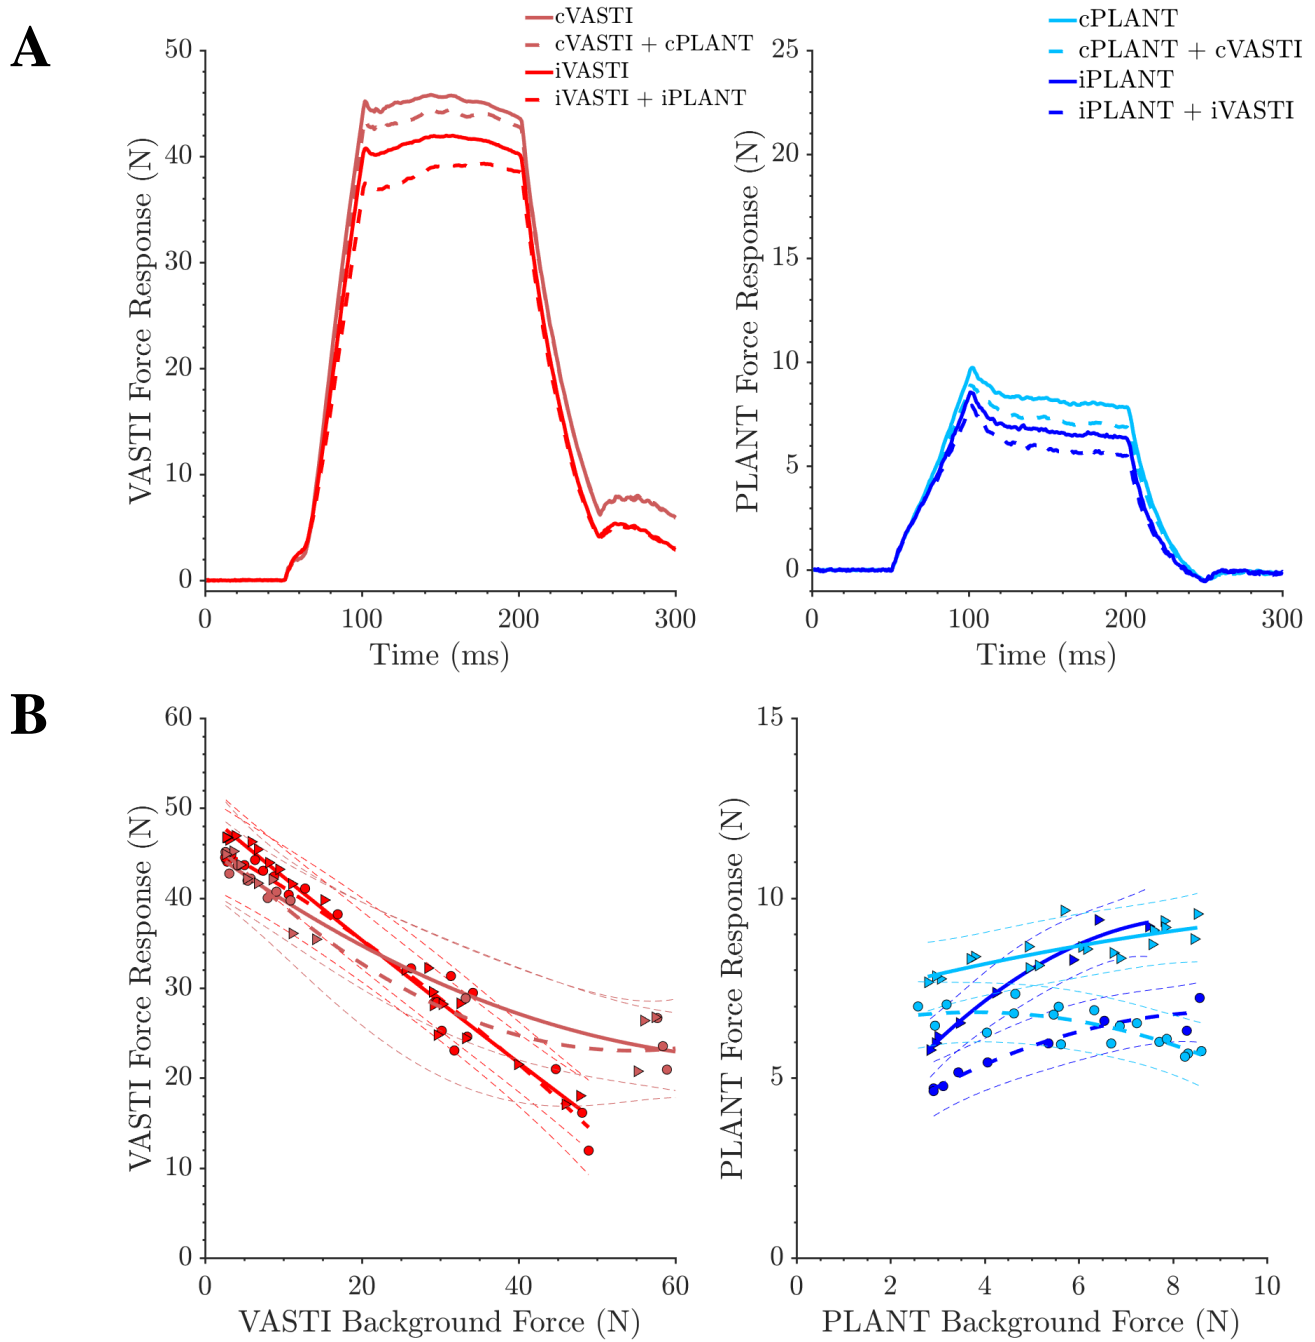 A
cVASTI
cVASTI + cPLANT
iVASTI
iVASTI + iPLANT
50
40
30
20
10
0
VASTI Force Response (N)
0 100 200 300
Time (ms)
cPLANT
cPLANT + cVASTI
iPLANT
iPLANT + iVASTI
25
20
15
10
5
0
PLANT Force Response (N)
0 100 200 300
Time (ms)
B
60
50
40
30
20
10
0
VASTI Force Response (N)
0 20 40 60
VASTI Background Force (N)
15
10
5
0
PLANT Force Response (N)
0 2 4 6 8 10
PLANT Background Force (N)